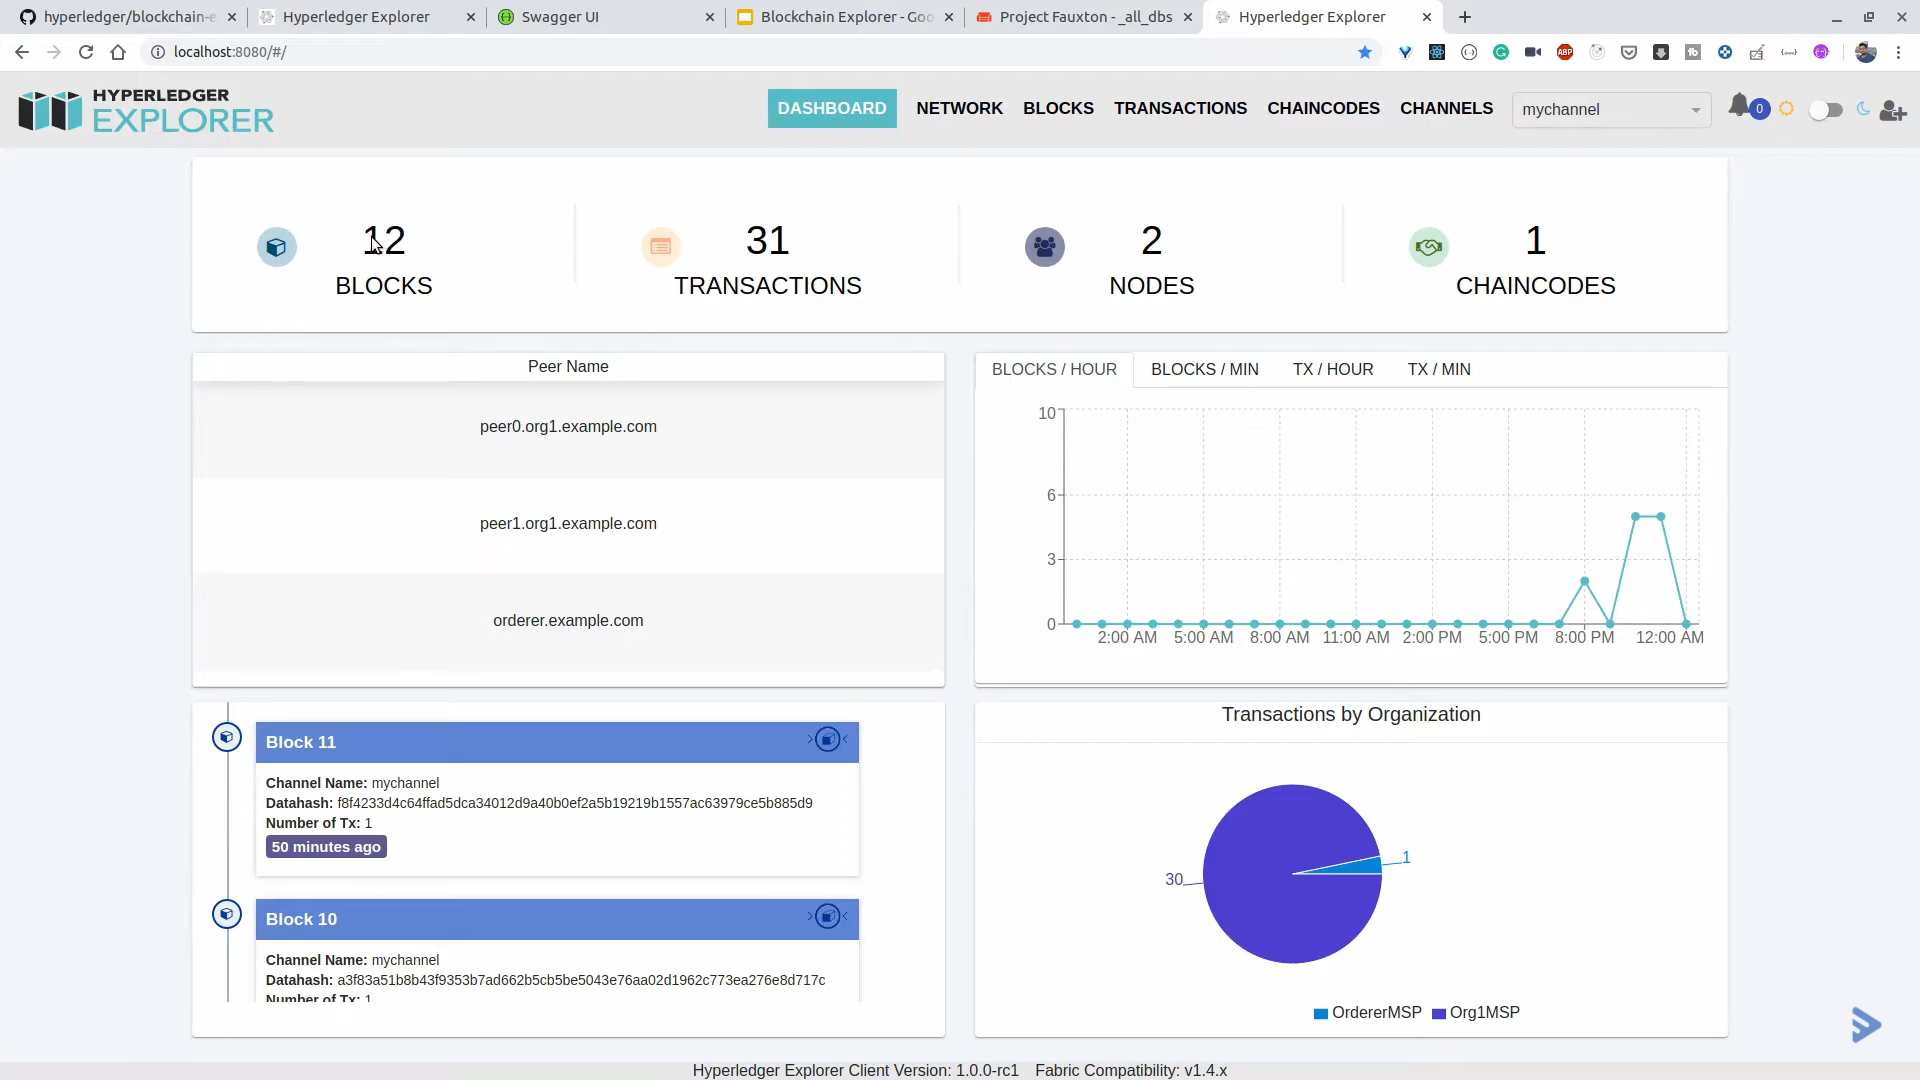 hyperledger/blockchain-e
Hyperledger Explorer
Swagger UI
Blockchain Explorer - Goo
Project Fauxton - _all_dbs
Hyperledger Explorer
localhost:8080/#/
HYPERLEDGER
EXPLORER
DASHBOARD
NETWORK
BLOCKS
TRANSACTIONS
CHAINCODES
CHANNELS
mychannel
0
12
BLOCKS
31
TRANSACTIONS
2
NODES
1
CHAINCODES
Peer Name
peer0.org1.example.com
peer1.org1.example.com
orderer.example.com
BLOCKS / HOUR
BLOCKS / MIN
TX / HOUR
TX / MIN
10
6
3
0
2:00 AM 5:00 AM 8:00 AM 11:00 AM 2:00 PM 5:00 PM 8:00 PM 12:00 AM
Block 11
Channel Name: mychannel
Datahash: f8f4233d4c64ffad5dca34012d9a40b0ef2a5b19219b1557ac63979ce5b885d9
Number of Tx: 1
50 minutes ago
Block 10
Channel Name: mychannel
Datahash: a3f83a51b8b43f9353b7ad662b5cb5be5043e76aa02d1962c773ea276e8d717c
Number of Tx: 1
Transactions by Organization
1
30
OrdererMSP Org1MSP
Hyperledger Explorer Client Version: 1.0.0-rc1 Fabric Compatibility: v1.4.x